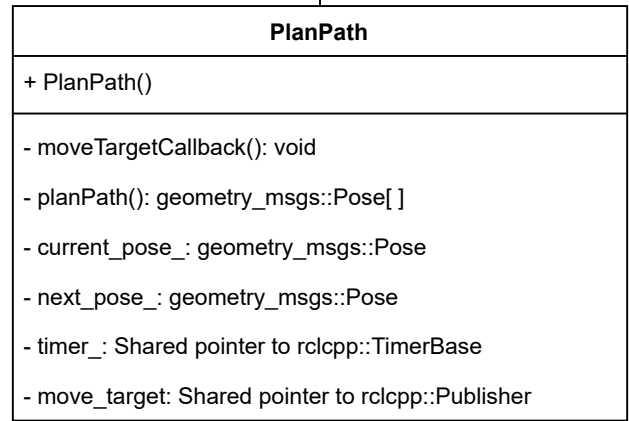 PlanPath
+ PlanPath()
- moveTargetCallback(): void
- planPath(): geometry_msgs::Pose[ ]
- current_pose_: geometry_msgs::Pose
- next_pose_: geometry_msgs::Pose
- timer_: Shared pointer to rclcpp::TimerBase
- move_target: Shared pointer to rclcpp::Publisher